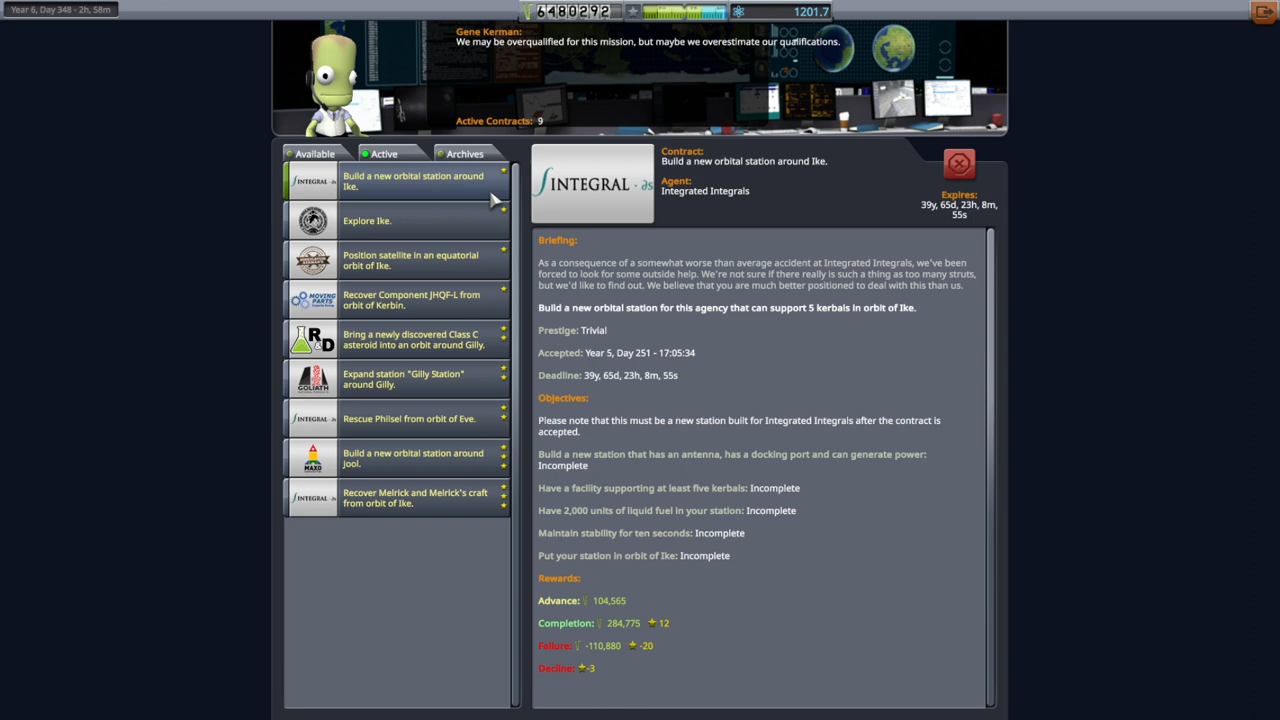 Year 6, Day 348 - 2h, 58m
6480292
1201.7
Gene Kerman:
We may be overqualified for this mission, but maybe we overestimate our qualifications.
Active Contracts: 9
Available
Active
Archives
∫INTEGRAL·∂s
Build a new orbital station around
Ike.
Explore Ike.
Position satellite in an equatorial
orbit of Ike.
MOVING
PARTS
Recover Component JHQF-L from
orbit of Kerbin.
R&D
Bring a newly discovered Class C
asteroid into an orbit around Gilly.
GOLIATH
Expand station "Gilly Station"
around Gilly.
∫INTEGRAL·∂s
Rescue Philsel from orbit of Eve.
MAXO
Build a new orbital station around
Jool.
∫INTEGRAL·∂s
Recover Melrick and Melrick's craft
from orbit of Ike.
∫INTEGRAL·∂s
Contract:
Build a new orbital station around Ike.
Agent:
Integrated Integrals
Expires:
39y, 65d, 23h, 8m,
55s
Briefing:
As a consequence of a somewhat worse than average accident at Integrated Integrals, we've been
forced to look for some outside help. We're not sure if there really is such a thing as too many struts,
but we'd like to find out. We believe that you are much better positioned to deal with this than us.
Build a new orbital station for this agency that can support 5 kerbals in orbit of Ike.
Prestige: Trivial
Accepted: Year 5, Day 251 - 17:05:34
Deadline: 39y, 65d, 23h, 8m, 55s
Objectives:
Please note that this must be a new station built for Integrated Integrals after the contract is
accepted.
Build a new station that has an antenna, has a docking port and can generate power:
Incomplete
Have a facility supporting at least five kerbals: Incomplete
Have 2,000 units of liquid fuel in your station: Incomplete
Maintain stability for ten seconds: Incomplete
Put your station in orbit of Ike: Incomplete
Rewards:
Advance: 104,565
Completion: 284,775 12
Failure: -110,880 -20
Decline: -3